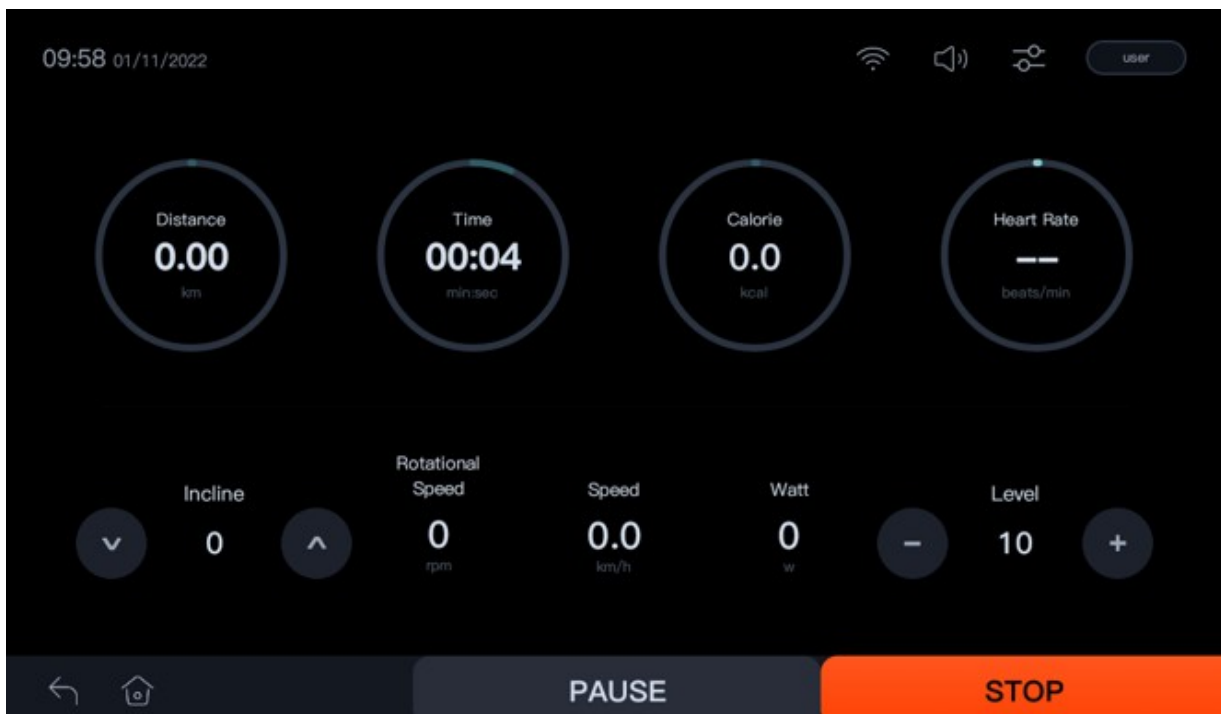 09:58 01/11/2022
user
Distance
0.00
km
Time
00:04
min:sec
Calorie
0.0
kcal
Heart Rate
--
beats/min
Incline
0
Rotational
Speed
0
rpm
Speed
0.0
km/h
Watt
0
w
Level
10
PAUSE
STOP